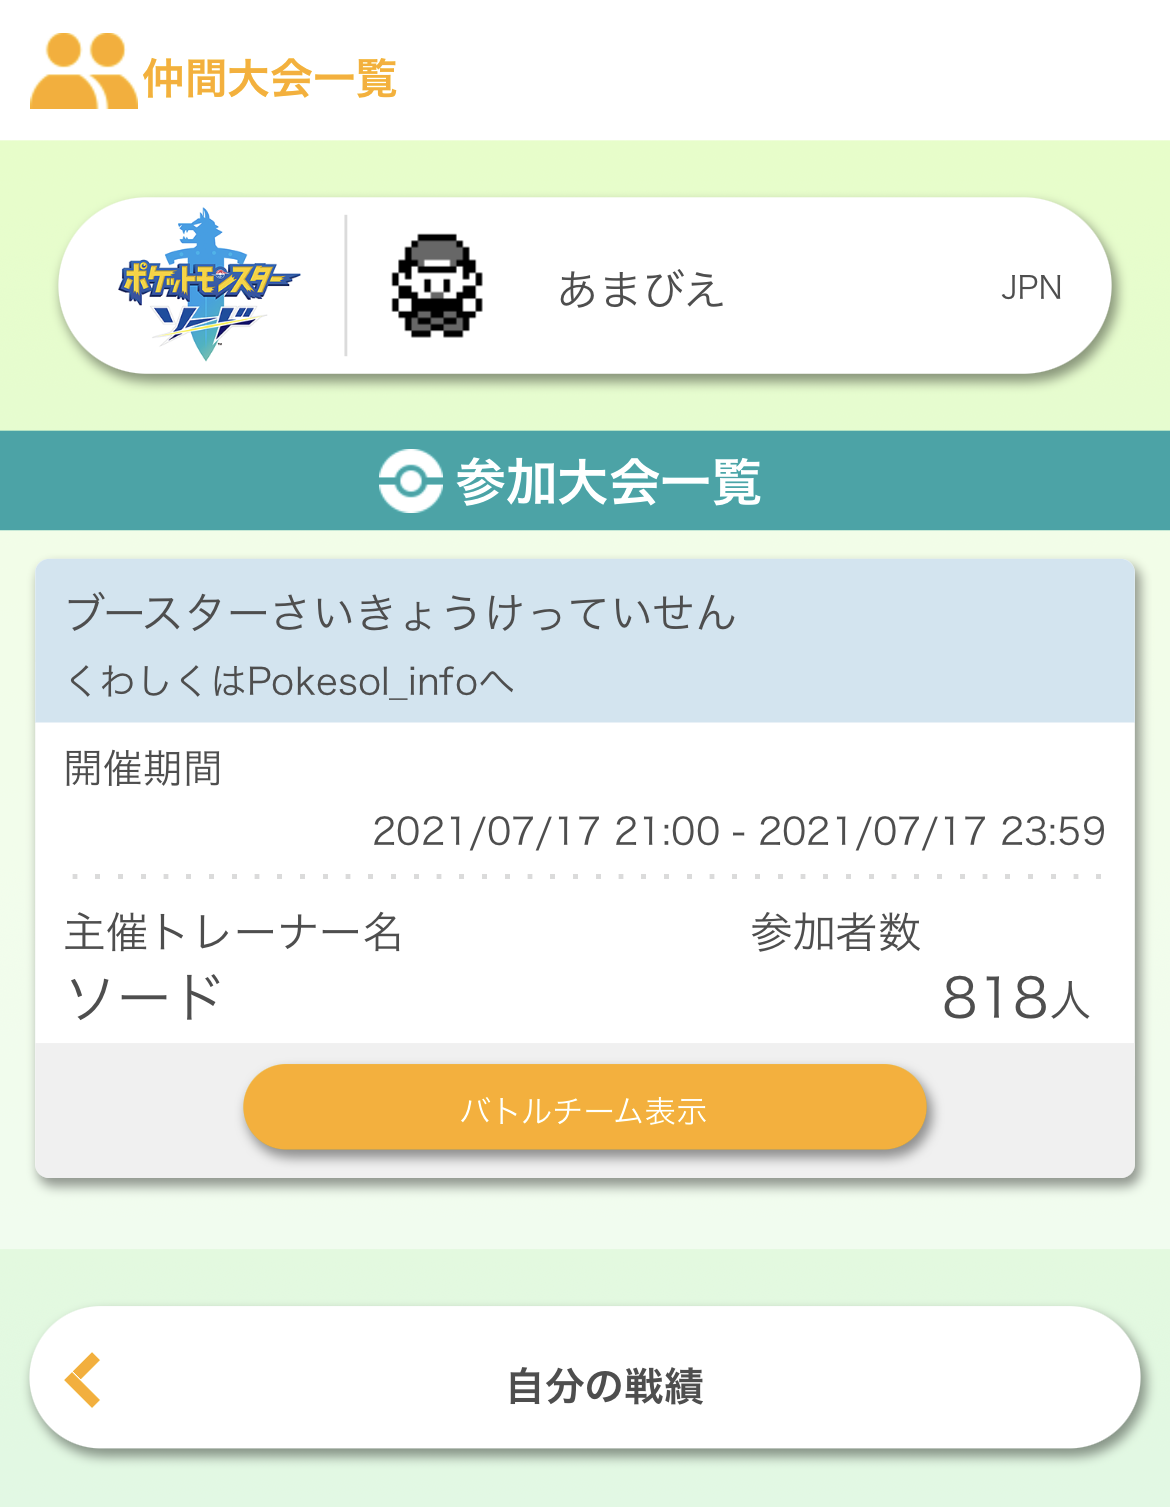 仲間大会一覧
ポケットモンスター
ソード
あまびえ
JPN
参加大会一覧
ブースターさいきょうけっていせん
くわしくはPokesol_infoへ
開催期間
2021/07/17 21:00 - 2021/07/17 23:59
主催トレーナー名
参加者数
ソード
818人
バトルチーム表示
自分の戦績